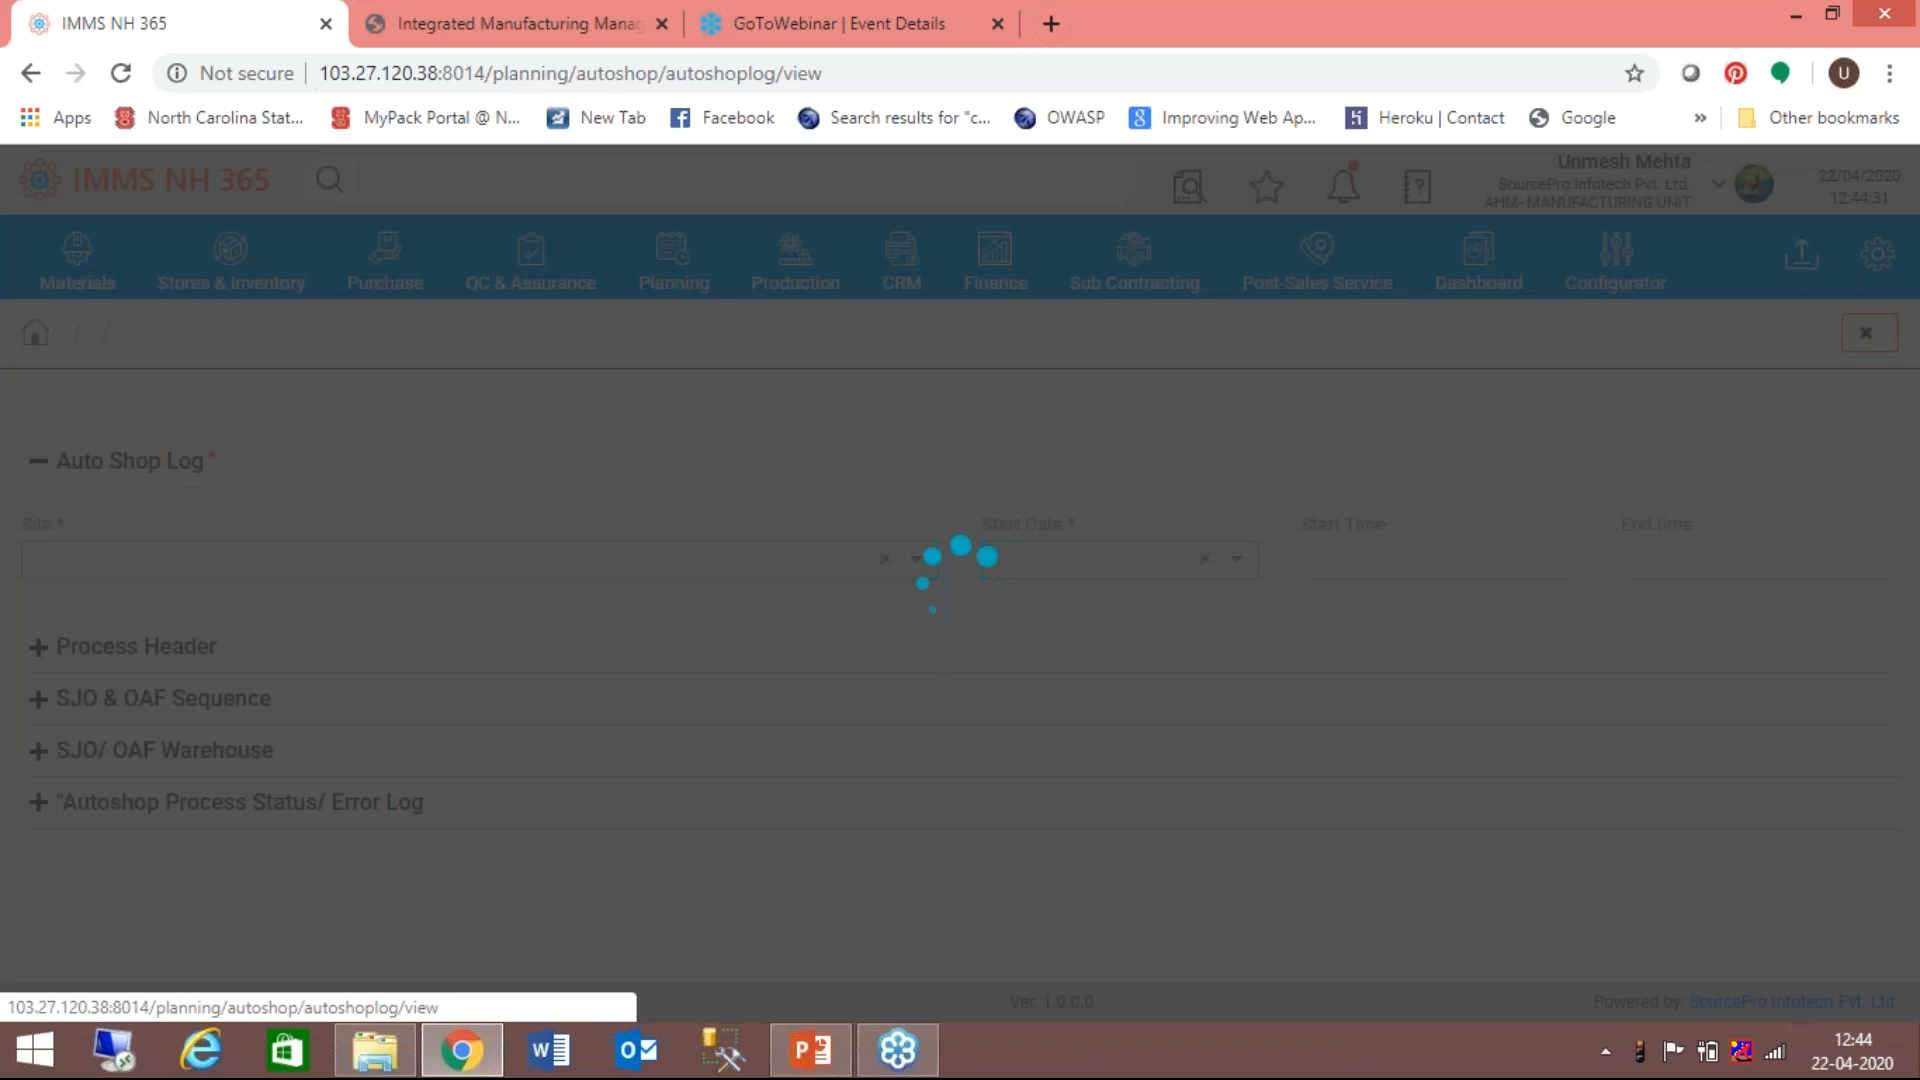 IMMS NH 365
Integrated Manufacturing Manag
GoToWebinar | Event Details
Not secure
103.27.120.38:8014/planning/autoshop/autoshoplog/view
U
Apps
North Carolina Stat...
MyPack Portal @ N...
New Tab
Facebook
Search results for "c...
OWASP
Improving Web Ap...
Heroku | Contact
Google
»
Other bookmarks
IMMS NH 365
Unmesh Mehta
SourcePro Infotech Pvt. Ltd.
AHM- MANUFACTURING UNIT
22/04/2020
12:44:31
Materials
Stores & Inventory
Purchase
QC & Assurance
Planning
Production
CRM
Finance
Sub Contracting
Post-Sales Service
Dashboard
Configurator
/ /
Auto Shop Log *
Site *
Start Date *
Start Time
End time
Process Header
SJO & OAF Sequence
SJO/ OAF Warehouse
"Autoshop Process Status/ Error Log
103.27.120.38:8014/planning/autoshop/autoshoplog/view
Ver. 1.0.0.0
Powered by: SourcePro Infotech Pvt. Ltd.
12:44
22-04-2020